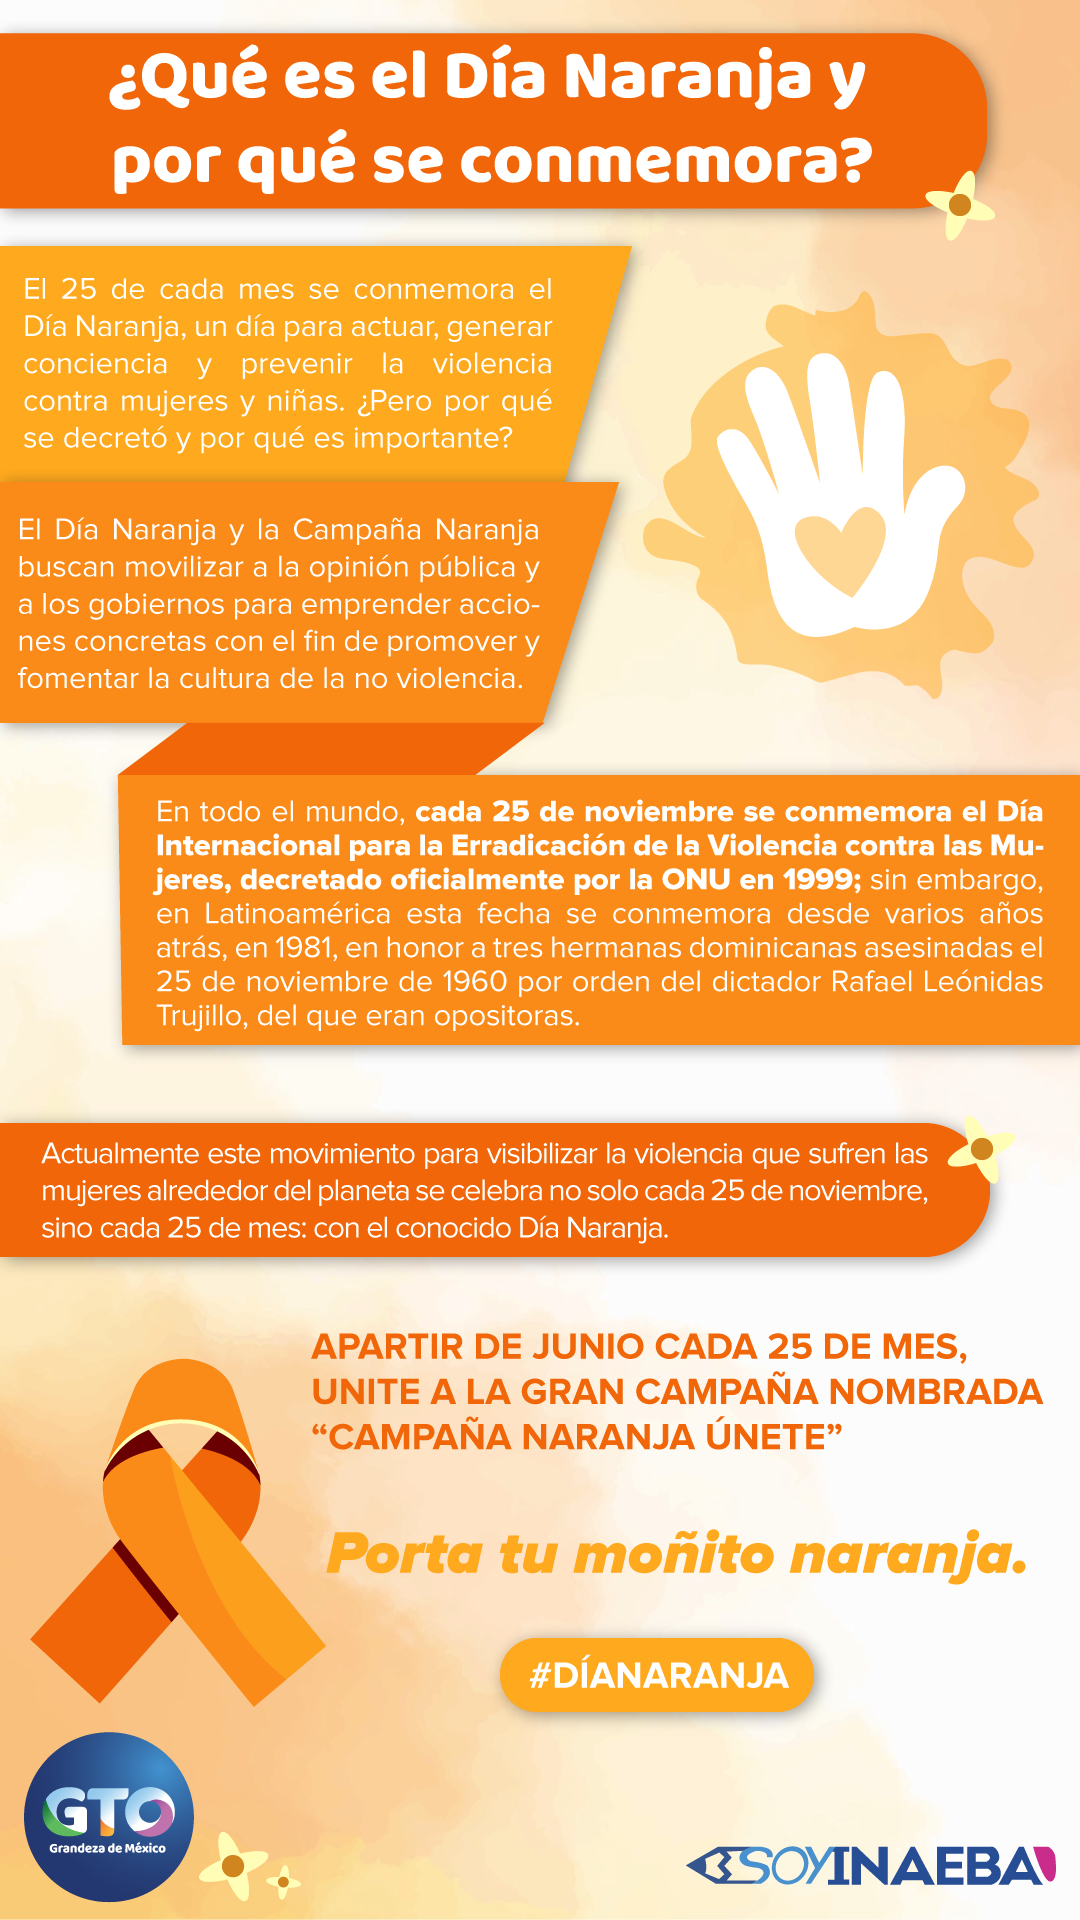 ¿Qué es el Día Naranja y
por qué se conmemora?
El 25 de cada mes se conmemora el
Día Naranja, un día para actuar, generar
conciencia y prevenir la violencia
contra mujeres y niñas. ¿Pero por qué
se decretó y por qué es importante?
El Día Naranja y la Campaña Naranja
buscan movilizar a la opinión pública y
a los gobiernos para emprender accio-
nes concretas con el fin de promover y
fomentar la cultura de la no violencia.
En todo el mundo, cada 25 de noviembre se conmemora el Día
Internacional para la Erradicación de la Violencia contra las Mu-
jeres, decretado oficialmente por la ONU en 1999; sin embargo,
en Latinoamérica esta fecha se conmemora desde varios años
atrás, en 1981, en honor a tres hermanas dominicanas asesinadas el
25 de noviembre de 1960 por orden del dictador Rafael Leónidas
Trujillo, del que eran opositoras.
Actualmente este movimiento para visibilizar la violencia que sufren las
mujeres alrededor del planeta se celebra no solo cada 25 de noviembre,
sino cada 25 de mes: con el conocido Día Naranja.
APARTIR DE JUNIO CADA 25 DE MES,
UNITE A LA GRAN CAMPAÑA NOMBRADA
“CAMPAÑA NARANJA ÚNETE”
Porta tu moñito naranja.
#DÍANARANJA
GTO
Grandeza de México
SOYINAEBA